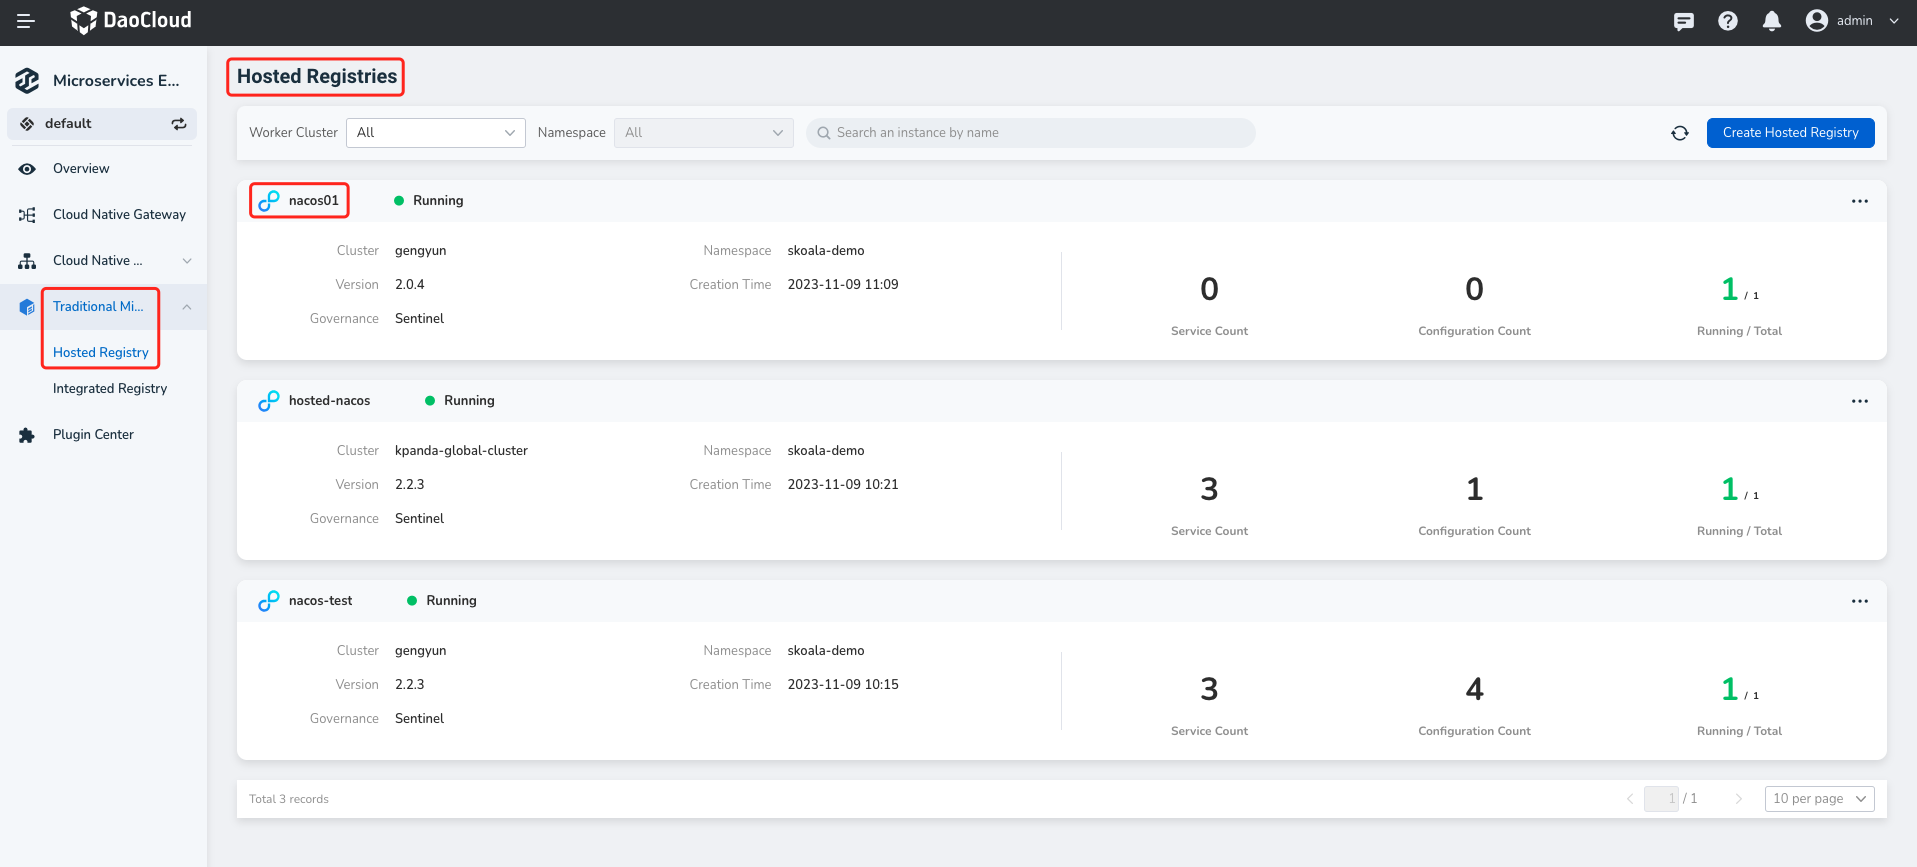 DaoCloud
admin
Microservices E...
default
Overview
Cloud Native Gateway
Cloud Native ...
Traditional Mi...
Hosted Registry
Integrated Registry
Plugin Center
Hosted Registries
Worker Cluster All Namespace All Search an instance by name Create Hosted Registry
nacos01 Running
Cluster gengyun Namespace skoala-demo
Version 2.0.4 Creation Time 2023-11-09 11:09
Governance Sentinel
0 0 1 / 1
Service Count Configuration Count Running / Total
hosted-nacos Running
Cluster kpanda-global-cluster Namespace skoala-demo
Version 2.2.3 Creation Time 2023-11-09 10:21
Governance Sentinel
3 1 1 / 1
Service Count Configuration Count Running / Total
nacos-test Running
Cluster gengyun Namespace skoala-demo
Version 2.2.3 Creation Time 2023-11-09 10:15
Governance Sentinel
3 4 1 / 1
Service Count Configuration Count Running / Total
Total 3 records 1 / 1 10 per page